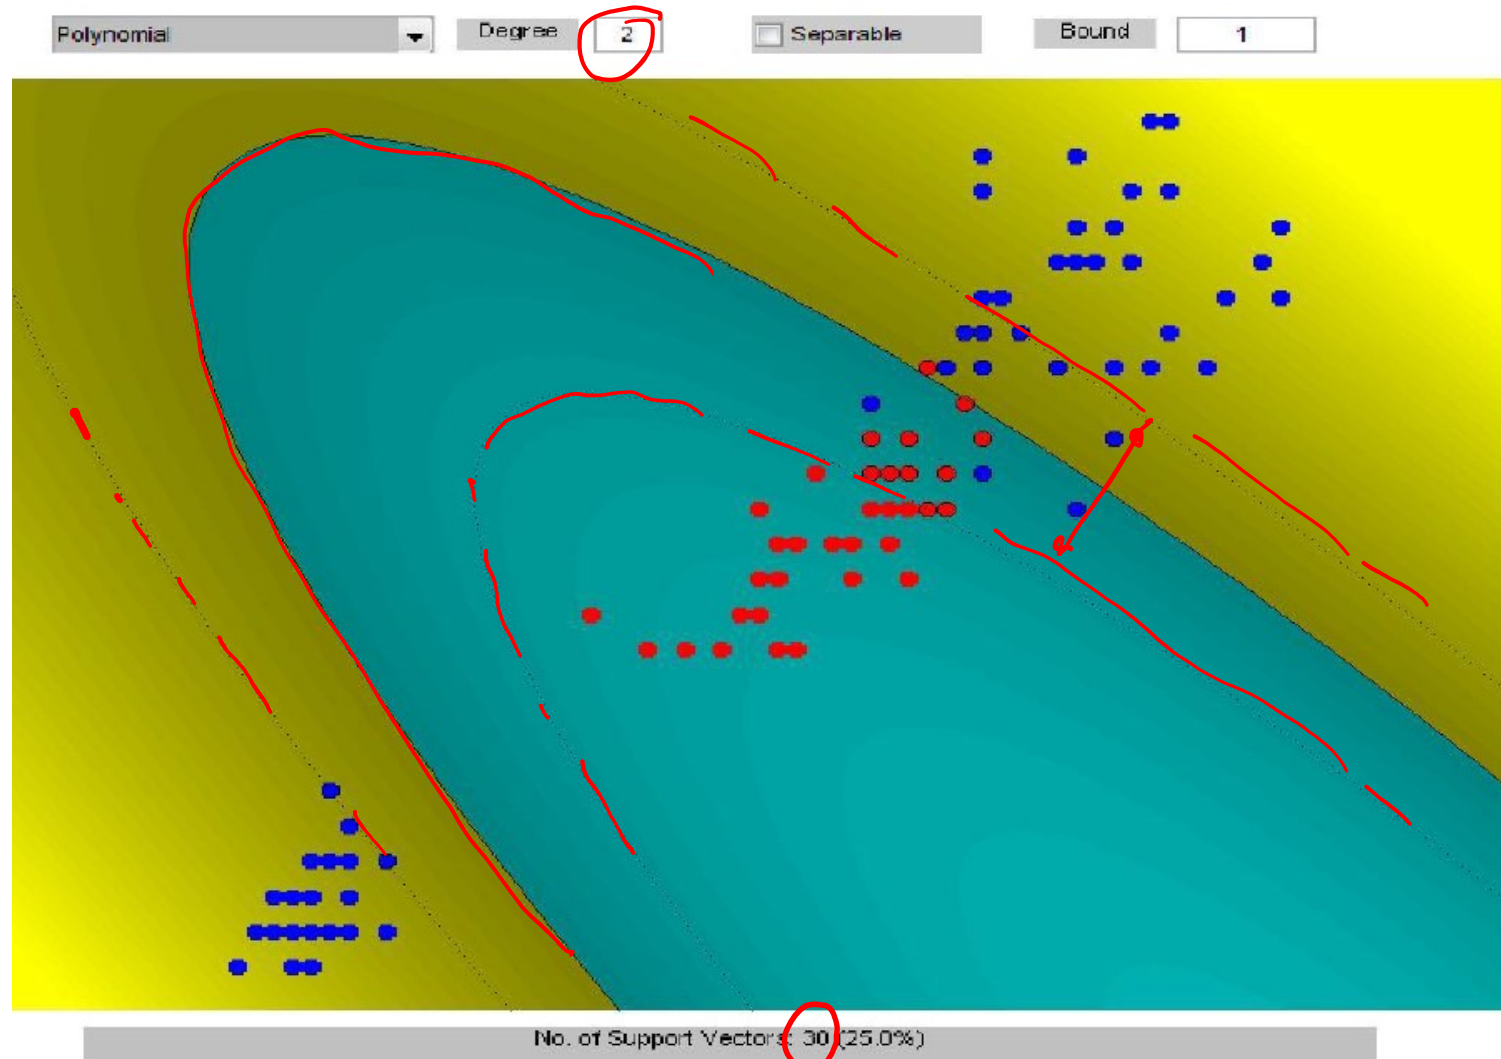 Polynomial Degree 2 Separable Bound 1
No. of Support Vectors: 30 (25.0%)